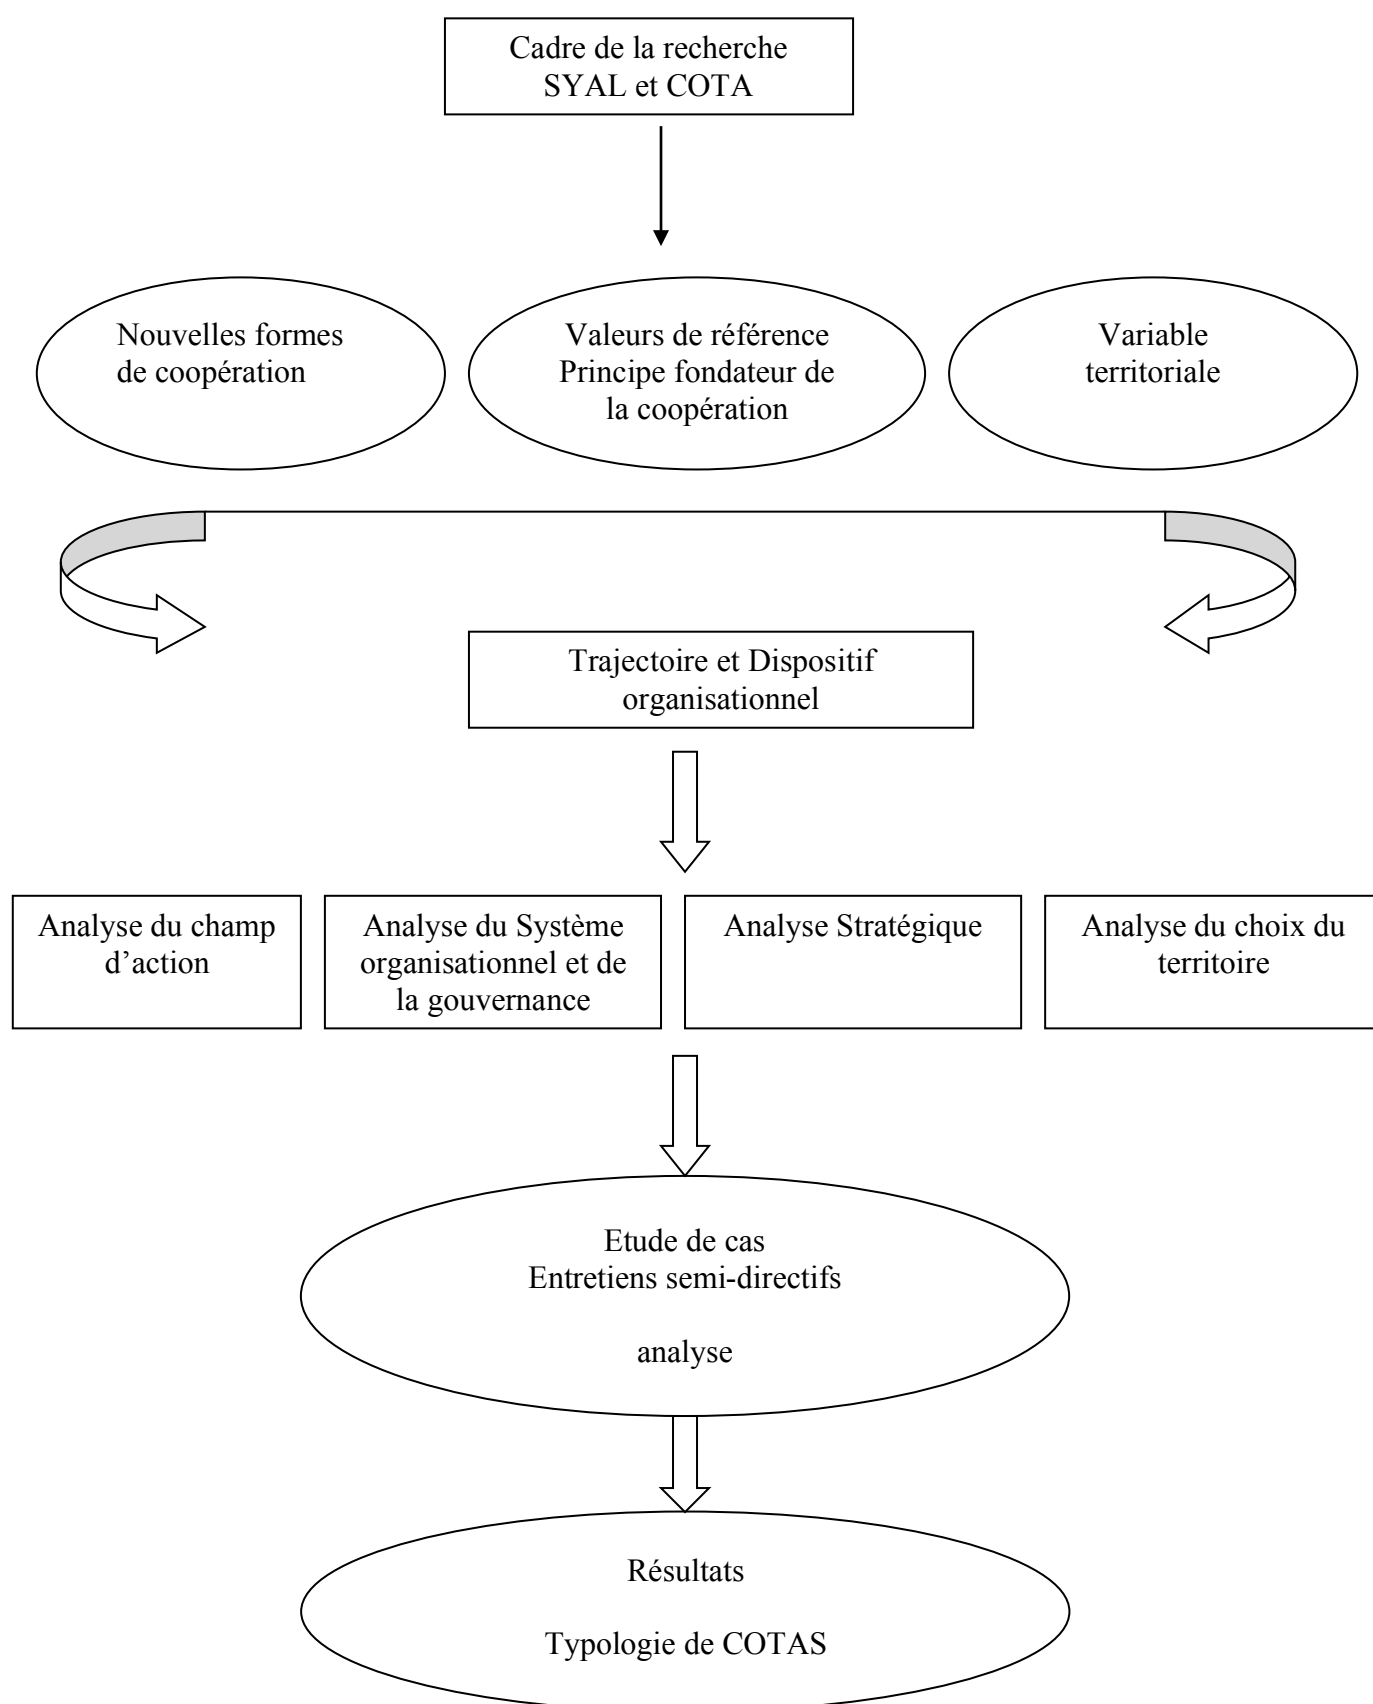 Cadre de la recherche
SYAL et COTA
Nouvelles formes
de coopération
Valeurs de référence
Principe fondateur de
la coopération
Variable
territoriale
Trajectoire et Dispositif
organisationnel
Analyse du champ
d’action
Analyse du Système
organisationnel et de
la gouvernance
Analyse Stratégique
Analyse du choix du
territoire
Etude de cas
Entretiens semi-directifs
analyse
Résultats
Typologie de COTAS